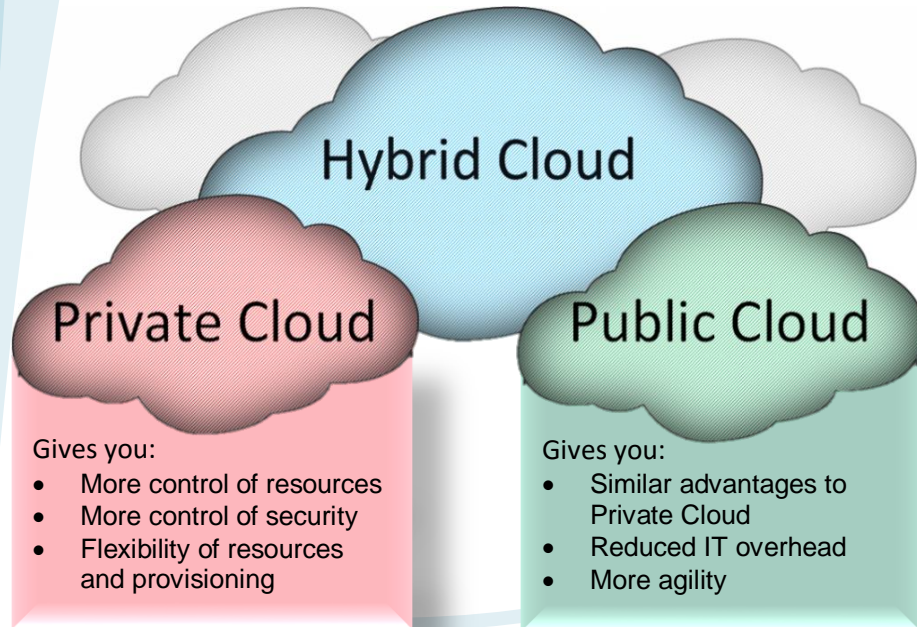 Hybrid Cloud
Private Cloud
Gives you:
• More control of resources
• More control of security
• Flexibility of resources
and provisioning
Public Cloud
Gives you:
• Similar advantages to
Private Cloud
• Reduced IT overhead
• More agility